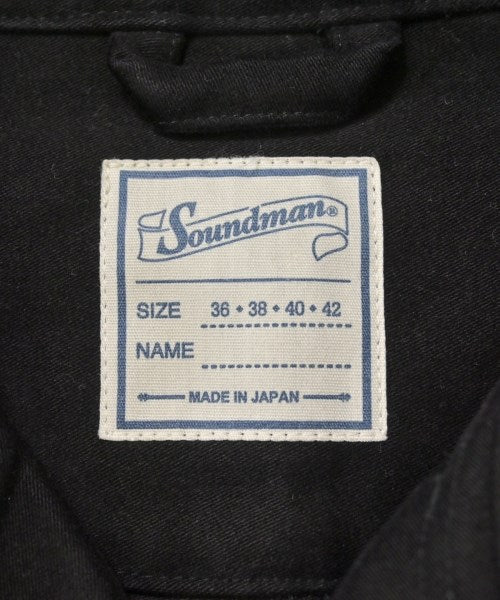 Soundman®
SIZE 36 • 38 • 40 • 42
NAME
MADE IN JAPAN